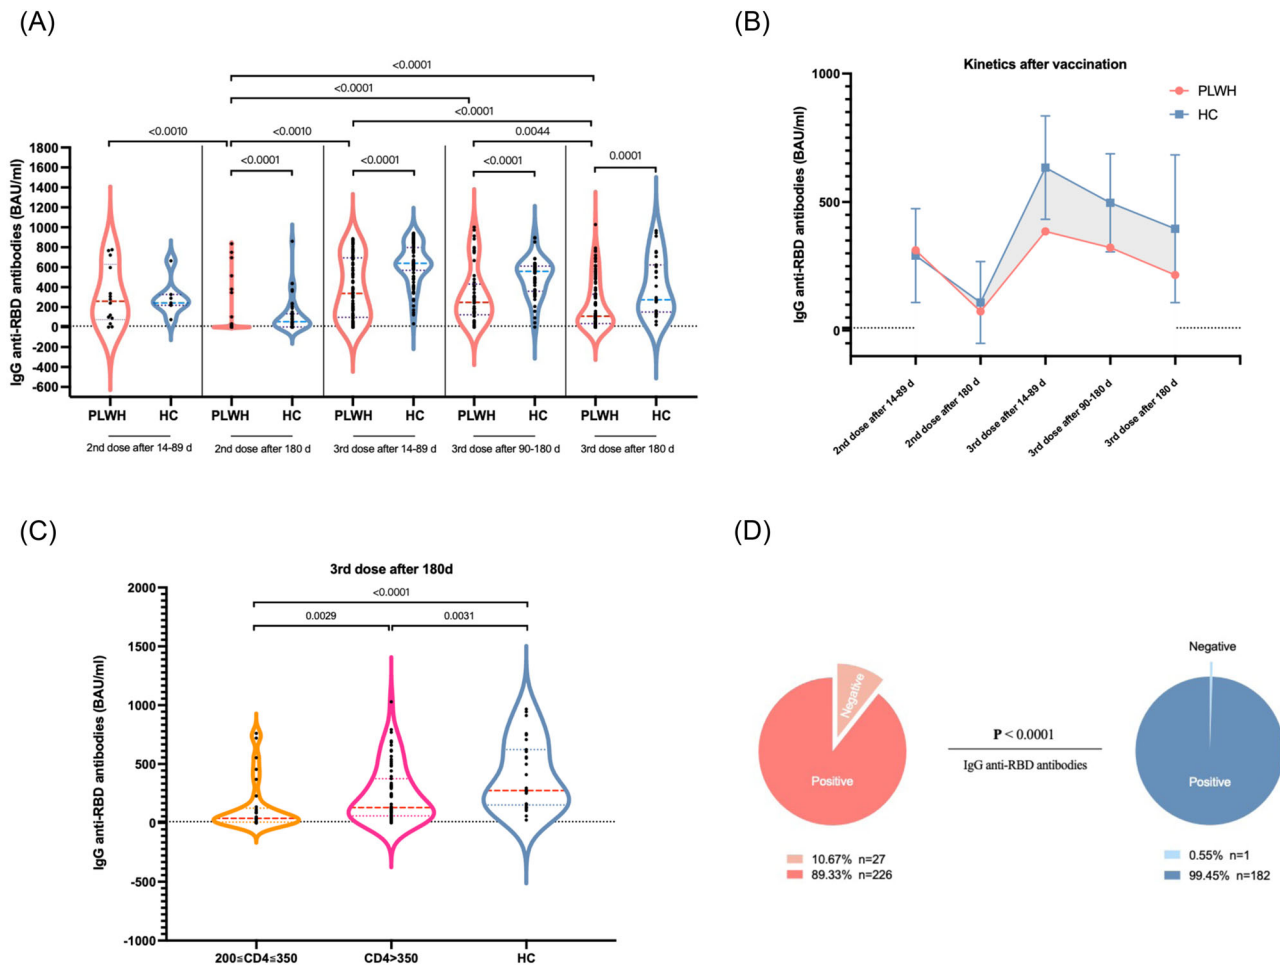 (A)
<0.0001
<0.0001
<0.0001
<0.0010
<0.0010
0.0044
<0.0001
<0.0001
<0.0001
0.0001
IgG anti-RBD antibodies (BAU/ml)
1800
1600
1400
1200
1000
800
600
400
200
0
-200
-400
-600
PLWH HC PLWH HC PLWH HC PLWH HC PLWH HC
2nd dose after 14-89 d 2nd dose after 180 d 3rd dose after 14-89 d 3rd dose after 90-180 d 3rd dose after 180 d
(B)
Kinetics after vaccination
PLWH
HC
IgG anti-RBD antibodies (BAU/ml)
1000
500
0
2nd dose after 14-89 d
2nd dose after 180 d
3rd dose after 14-89 d
3rd dose after 90-180 d
3rd dose after 180 d
(C)
3rd dose after 180d
<0.0001
0.0029 0.0031
IgG anti-RBD antibodies (BAU/ml)
2000
1500
1000
500
0
-500
-1000
200≦CD4≦350 CD4>350 HC
(D)
Negative
Positive
10.67% n=27
89.33% n=226
P < 0.0001
IgG anti-RBD antibodies
Negative
Positive
0.55% n=1
99.45% n=182